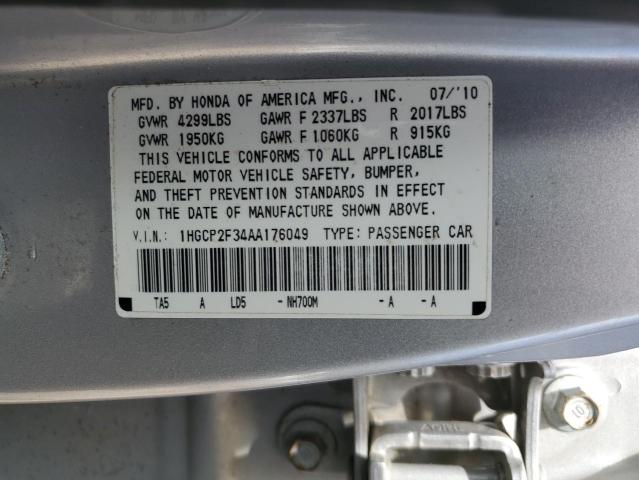 MFD. BY HONDA OF AMERICA MFG., INC. 07/'10
GVWR 4299LBS GAWR F 2337LBS R 2017LBS
GVWR 1950KG GAWR F 1060KG R 915KG
THIS VEHICLE CONFORMS TO ALL APPLICABLE
FEDERAL MOTOR VEHICLE SAFETY, BUMPER,
AND THEFT PREVENTION STANDARDS IN EFFECT
ON THE DATE OF MANUFACTURE SHOWN ABOVE.
V.I.N.: 1HGCP2F34AA176049 TYPE: PASSENGER CAR
TA5 A LD5 -NH700M -A -A